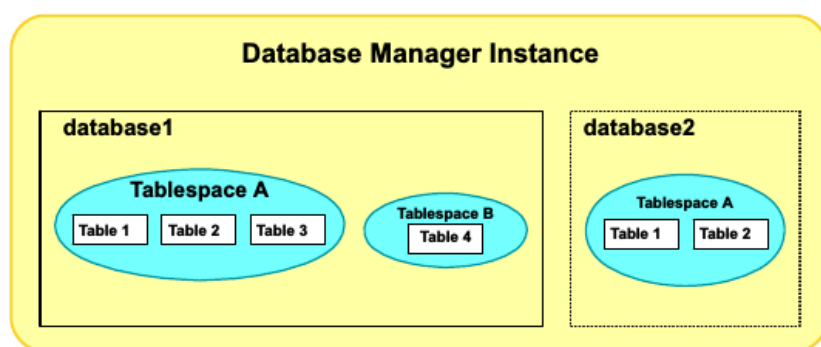 Database Manager Instance
database1
Tablespace A
Table 1 Table 2 Table 3
Tablespace B
Table 4
database2
Tablespace A
Table 1 Table 2